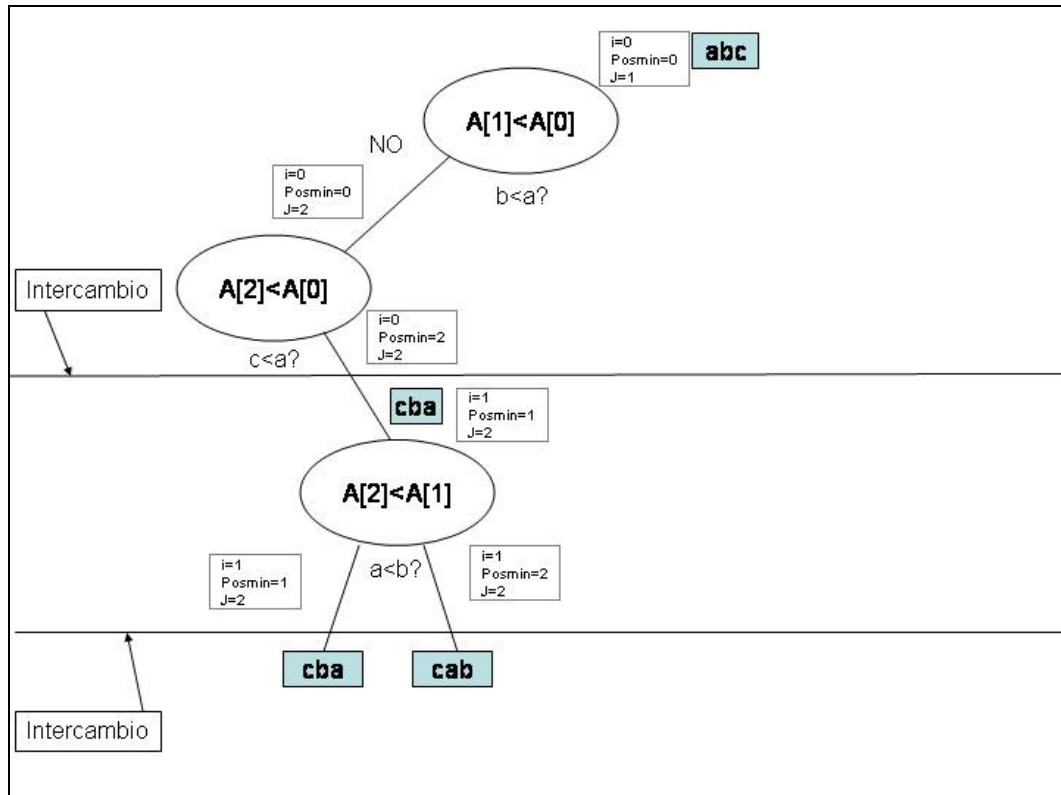 i=0
Posmin=0
J=1
abc
A[1]<A[0]
NO
b<a?
i=0
Posmin=0
J=2
A[2]<A[0]
Intercambio
i=0
Posmin=2
J=2
c<a?
cba
i=1
Posmin=1
J=2
A[2]<A[1]
i=1
Posmin=1
J=2
a<b?
i=1
Posmin=2
J=2
cba
cab
Intercambio